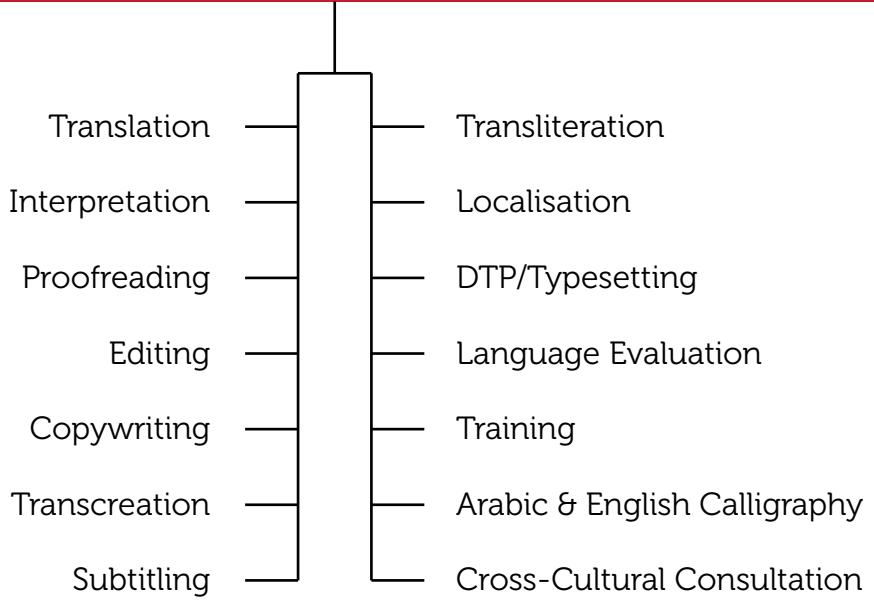 Translation
Interpretation
Proofreading
Editing
Copywriting
Transcreation
Subtitling
Transliteration
Localisation
DTP/Typesetting
Language Evaluation
Training
Arabic & English Calligraphy
Cross-Cultural Consultation